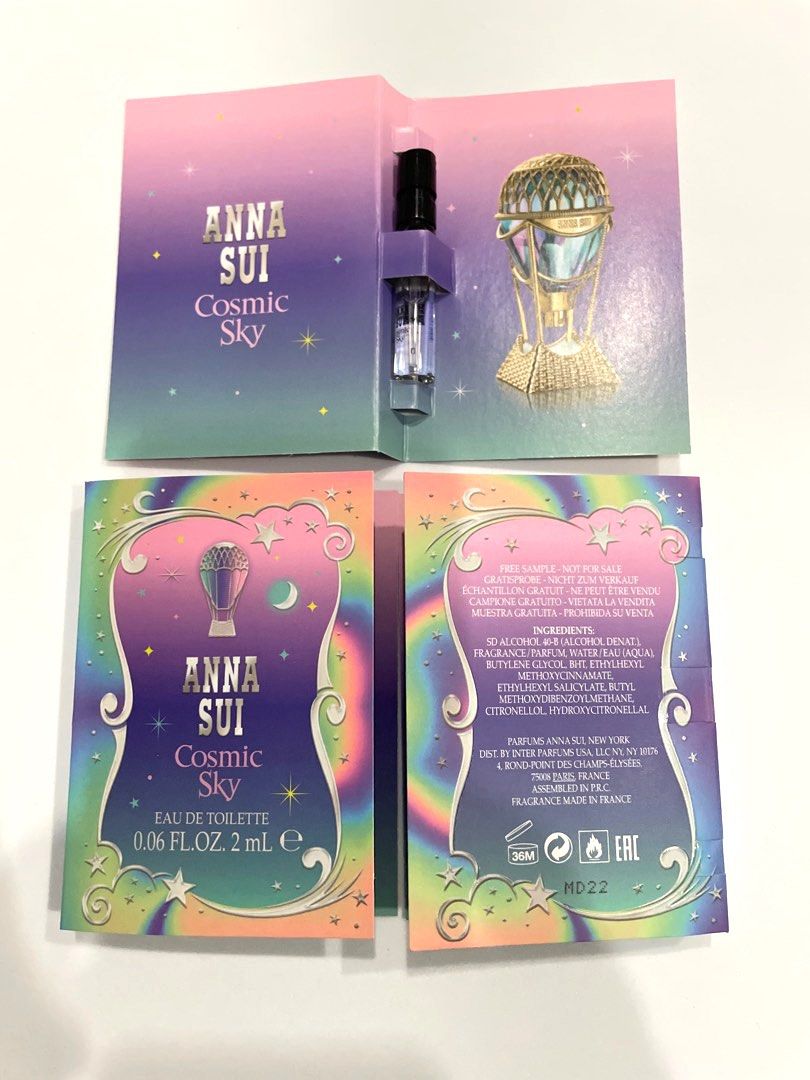 ANNA
SUI
Cosmic
Sky
ANNA SUI
ANNA
SUI
Cosmic
Sky
EAU DE TOILETTE
0.06 FL.OZ. 2 mL ℮
FREE SAMPLE - NOT FOR SALE
GRATISPROBE - NICHT ZUM VERKAUF
ÉCHANTILLON GRATUIT - NE PEUT ÊTRE VENDU
CAMPIONE GRATUITO - VIETATA LA VENDITA
MUESTRA GRATUITA - PROHIBIDA SU VENTA
INGREDIENTS:
SD ALCOHOL 40-B (ALCOHOL DENAT.),
FRAGRANCE/PARFUM, WATER/EAU (AQUA),
BUTYLENE GLYCOL, BHT, ETHYLHEXYL
METHOXYCINNAMATE,
ETHYLHEXYL SALICYLATE, BUTYL
METHOXYDIBENZOYLMETHANE,
CITRONELLOL, HYDROXYCITRONELLAL
PARFUMS ANNA SUI, NEW YORK
DIST. BY INTER PARFUMS USA, LLC NY, NY 10176
4, ROND-POINT DES CHAMPS-ÉLYSÉES
75008 PARIS, FRANCE
ASSEMBLED IN P.R.C.
FRAGRANCE MADE IN FRANCE
36M
EAC
MD22